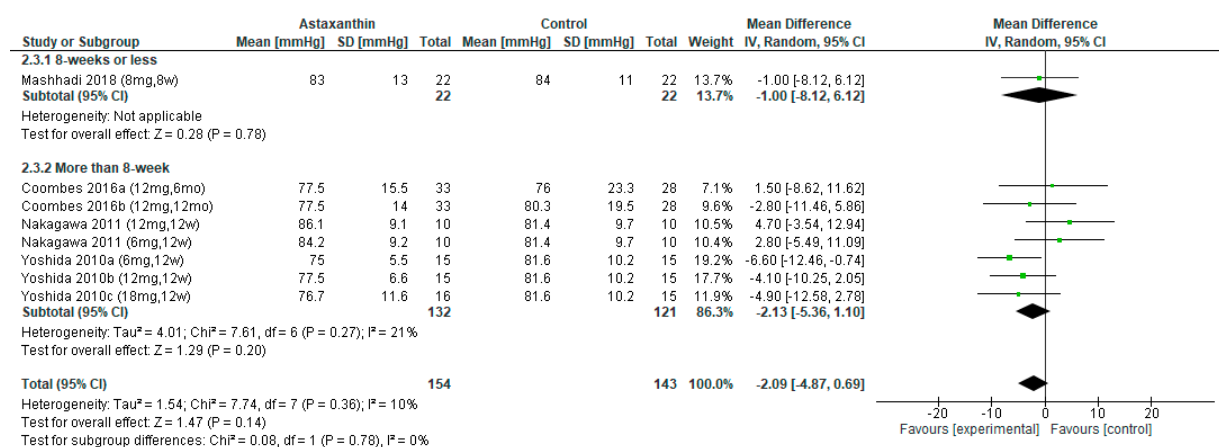 Astaxanthin Control Mean Difference Mean Difference
Study or Subgroup Mean [mmHg] SD [mmHg] Total Mean [mmHg] SD [mmHg] Total Weight IV, Random, 95% CI IV, Random, 95% CI
2.3.1 8-weeks or less
Mashhadi 2018 (8mg,8w) 83 13 22 84 11 22 13.7% -1.00 [-8.12, 6.12]
Subtotal (95% CI) 22 22 13.7% -1.00 [-8.12, 6.12]
Heterogeneity: Not applicable
Test for overall effect: Z = 0.28 (P = 0.78)
2.3.2 More than 8-week
Coombes 2016a (12mg,6mo) 77.5 15.5 33 76 23.3 28 7.1% 1.50 [-8.62, 11.62]
Coombes 2016b (12mg,12mo) 77.5 14 33 80.3 19.5 28 9.6% -2.80 [-11.46, 5.86]
Nakagawa 2011 (12mg,12w) 86.1 9.1 10 81.4 9.7 10 10.5% 4.70 [-3.54, 12.94]
Nakagawa 2011 (6mg,12w) 84.2 9.2 10 81.4 9.7 10 10.4% 2.80 [-5.49, 11.09]
Yoshida 2010a (6mg,12w) 75 5.5 15 81.6 10.2 15 19.2% -6.60 [-12.46, -0.74]
Yoshida 2010b (12mg,12w) 77.5 6.6 15 81.6 10.2 15 17.7% -4.10 [-10.25, 2.05]
Yoshida 2010c (18mg,12w) 76.7 11.6 16 81.6 10.2 15 11.9% -4.90 [-12.58, 2.78]
Subtotal (95% CI) 132 121 86.3% -2.13 [-5.36, 1.10]
Heterogeneity: Tau² = 4.01; Chi² = 7.61, df = 6 (P = 0.27); I² = 21%
Test for overall effect: Z = 1.29 (P = 0.20)
Total (95% CI) 154 143 100.0% -2.09 [-4.87, 0.69]
Heterogeneity: Tau² = 1.54; Chi² = 7.74, df = 7 (P = 0.36); I² = 10%
Test for overall effect: Z = 1.47 (P = 0.14)
Test for subgroup differences: Chi² = 0.08, df = 1 (P = 0.78), I² = 0%
-20 -10 0 10 20
Favours [experimental] Favours [control]